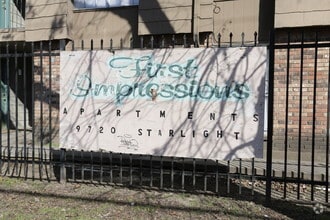 First
Impressions
APARTMENTS
9720 STARLIGHT